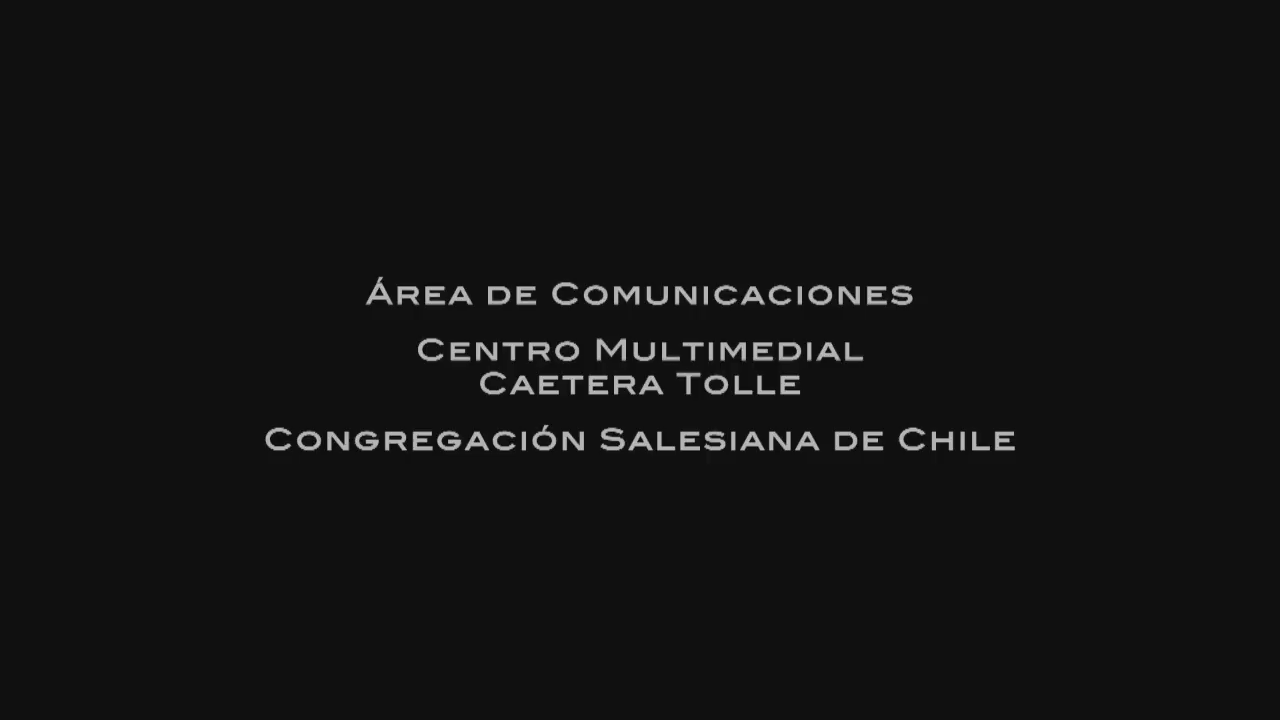 Área de Comunicaciones
Centro Multimedial
Caetera Tolle
Congregación Salesiana de Chile